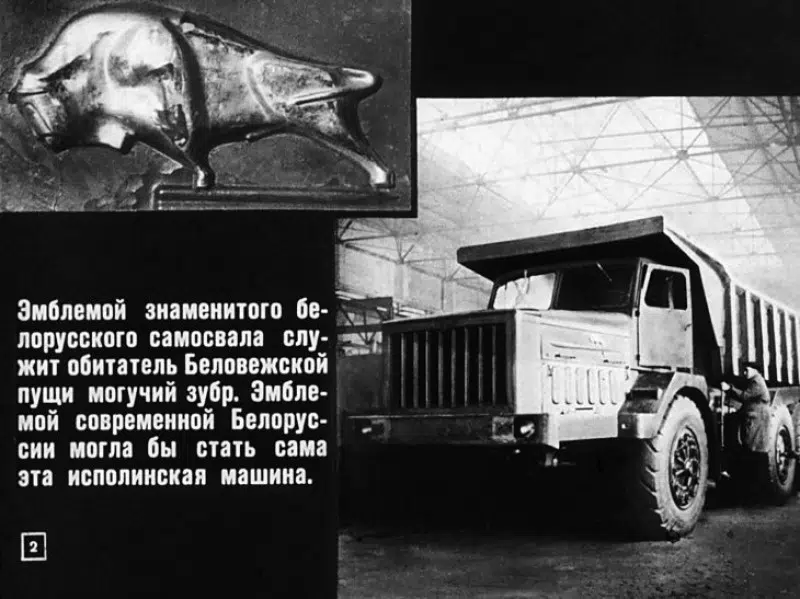 Эмблемой знаменитого бе-
лорусского самосвала слу-
жит обитатель Беловежской
пущи могучий зубр. Эмбле-
мой современной Белорус-
сии могла бы стать сама
эта исполинская машина.
2